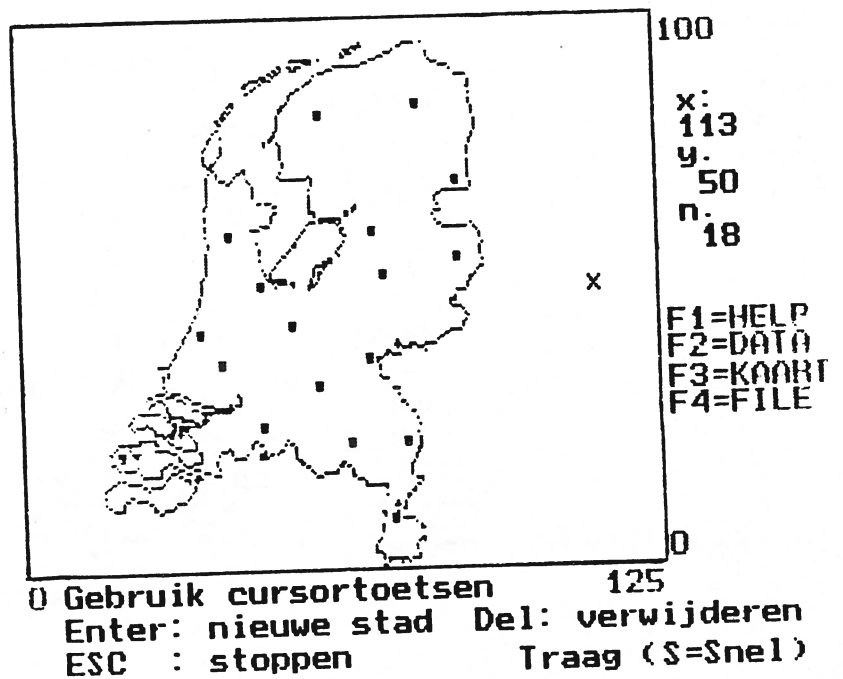 100
x:
113
y.
50
n.
18
F1=HELP
F2=DATA
F3=KAART
F4=FILE
0
0
125
Gebruik cursortoetsen
Enter: nieuwe stad Del: verwijderen
ESC : stoppen Traag (S=Snel)
x